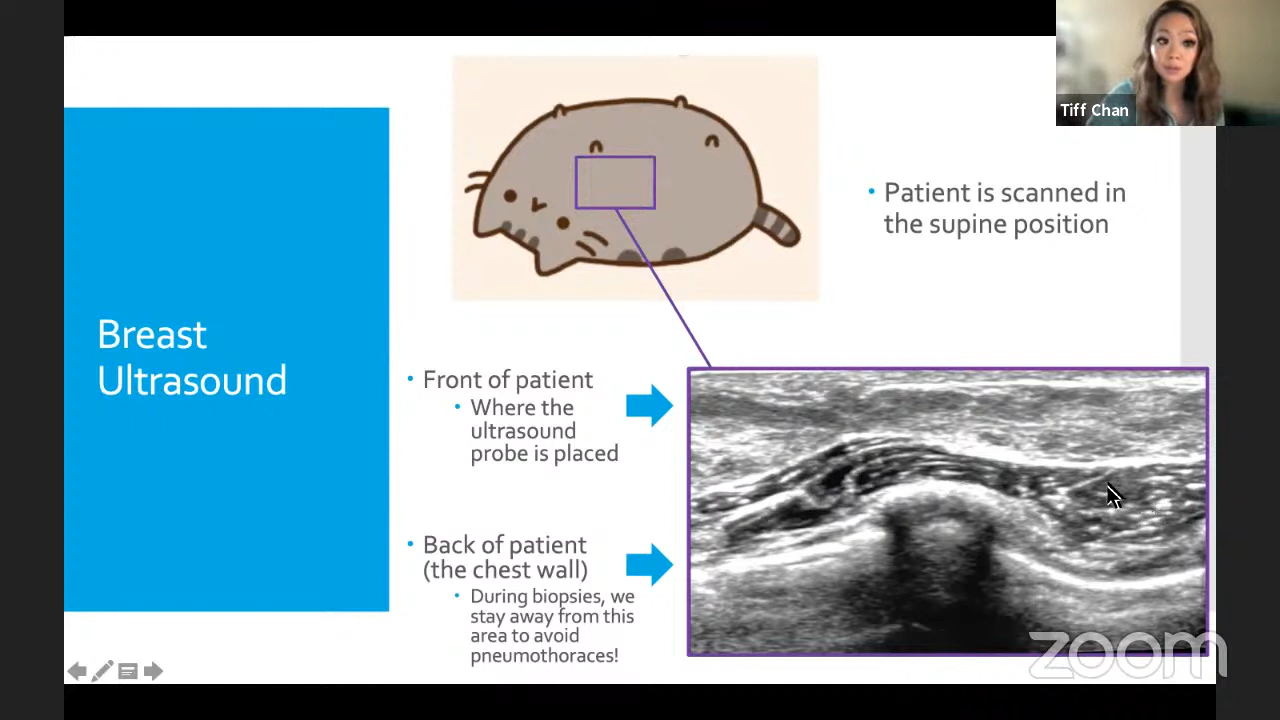 Tiff Chan
Breast
Ultrasound
• Patient is scanned in
the supine position
• Front of patient
• Where the
ultrasound
probe is placed
• Back of patient
(the chest wall)
• During biopsies, we
stay away from this
area to avoid
pneumothoraces!
zoom